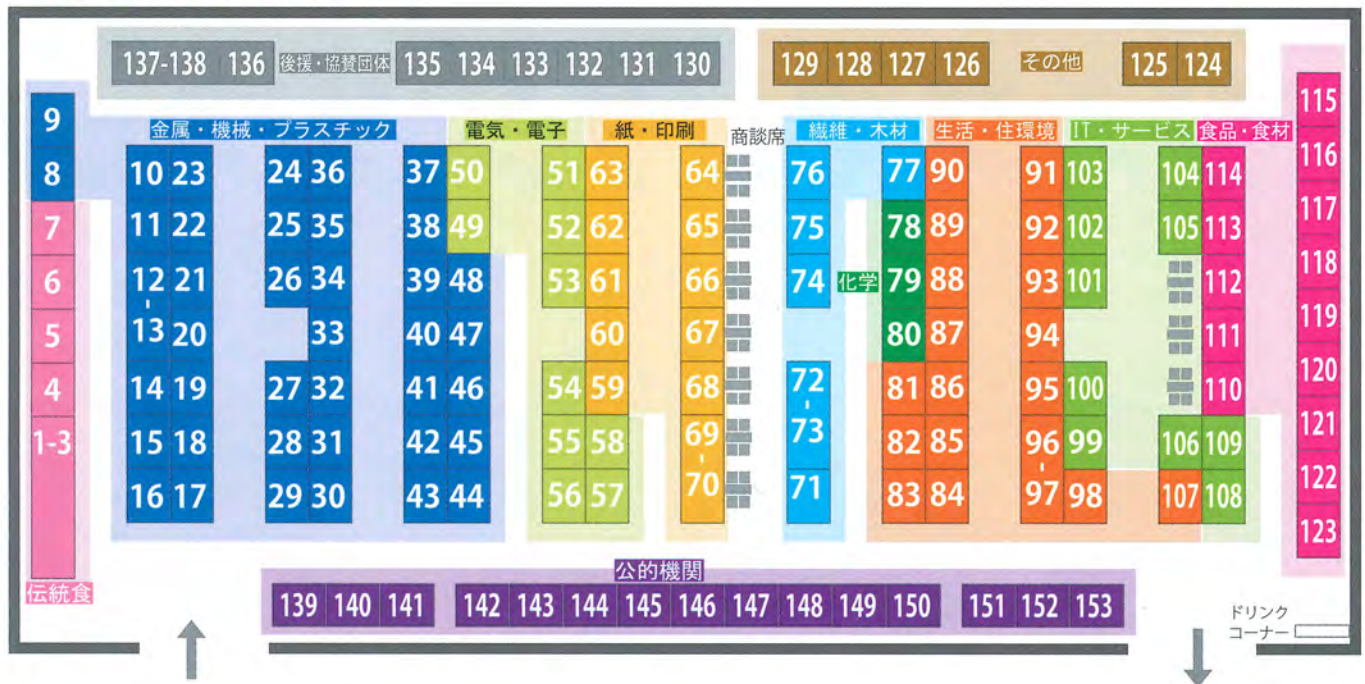 137-138 136 後援・協賛団体 135 134 133 132 131 130 129 128 127 126 その他 125 124
115
9 金属・機械・プラスチック 電気・電子 紙・印刷 商談席 繊維・木材 生活・住環境 IT・サービス 食品・食材
8 10 23 24 36 37 50 51 63 64 76 77 90 91 103 104 114 116
7 11 22 25 35 38 49 52 62 65 75 78 89 92 102 105 113 117
6 12 21 26 34 39 48 53 61 66 74 化学 79 88 93 101 112 118
-
5 13 20 33 40 47 60 67 80 87 94 111 119
4 14 19 27 32 41 46 54 59 68 72 81 86 95 100 110 120
-
1-3 15 18 28 31 42 45 55 58 69 73 82 85 96 99 106 109 121
- -
16 17 29 30 43 44 56 57 70 71 83 84 97 98 107 108 122
123
伝統食 公的機関
139 140 141 142 143 144 145 146 147 148 149 150 151 152 153
ドリンク
コーナー